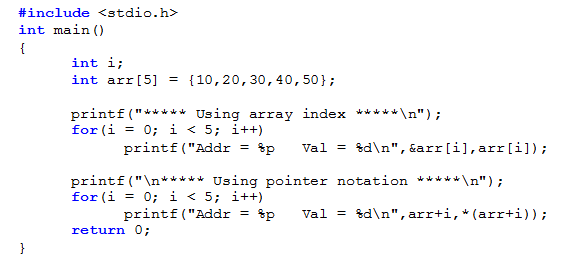 #include <stdio.h>
int main()
{
int i;
int arr[5] = {10,20,30,40,50};
printf("***** Using array index *****\n");
for(i = 0; i < 5; i++)
printf("Addr = %p   Val = %d\n",&arr[i],arr[i]);
printf("\n***** Using pointer notation *****\n");
for(i = 0; i < 5; i++)
printf("Addr = %p   Val = %d\n",arr+i,*(arr+i));
return 0;
}